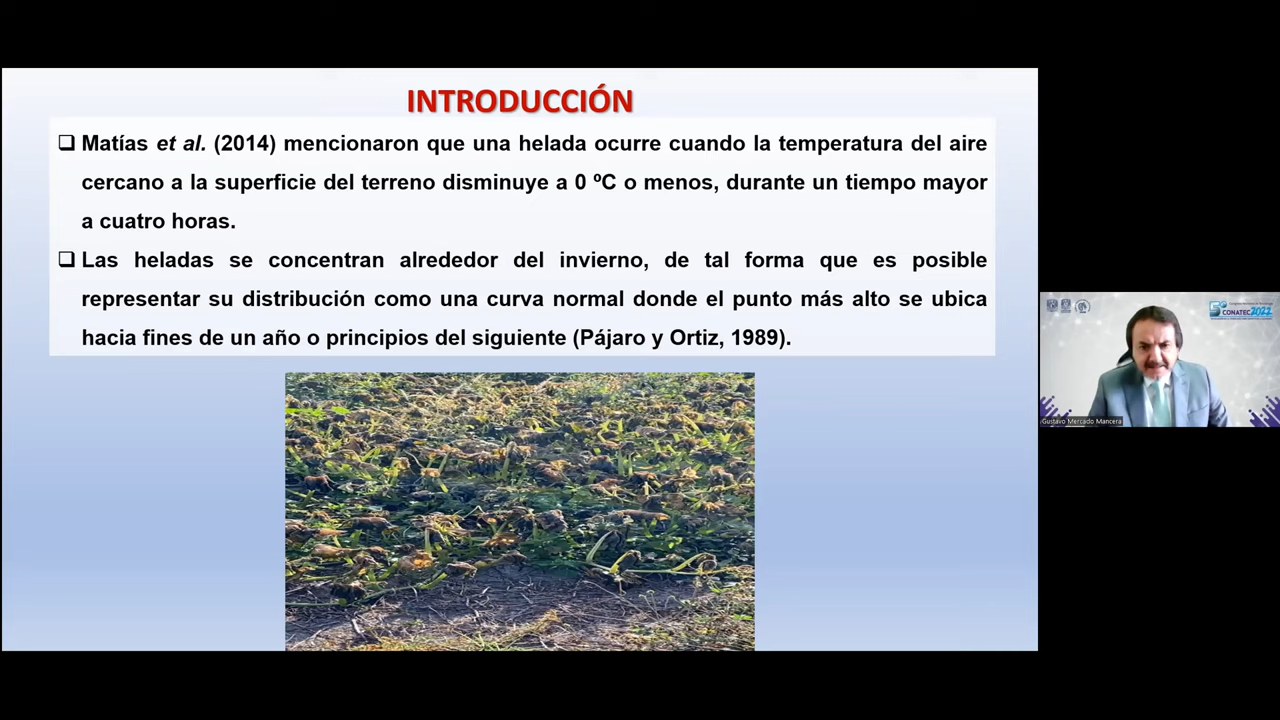 INTRODUCCIÓN
❑ Matías et al. (2014) mencionaron que una helada ocurre cuando la temperatura del aire
cercano a la superficie del terreno disminuye a 0 ºC o menos, durante un tiempo mayor
a cuatro horas.
❑ Las heladas se concentran alrededor del invierno, de tal forma que es posible
representar su distribución como una curva normal donde el punto más alto se ubica
hacia fines de un año o principios del siguiente (Pájaro y Ortiz, 1989).
5°
CONATEC 2022
Gustavo Mercado Mancera